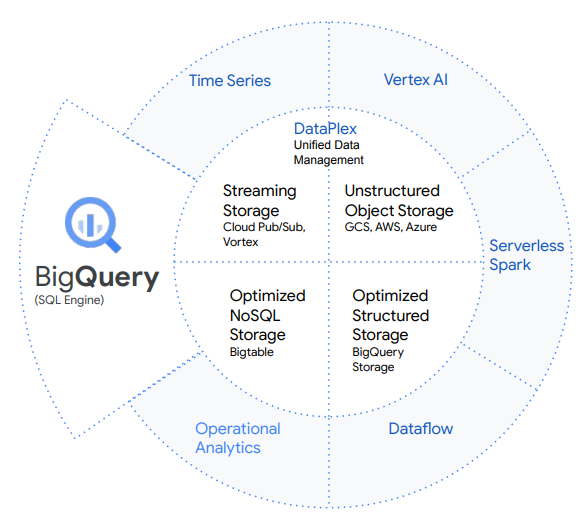 Time Series
Vertex AI
DataPlex
Unified Data
Management
Streaming
Storage
Cloud Pub/Sub,
Vortex
Unstructured
Object Storage
GCS, AWS, Azure
BigQuery
(SQL Engine)
Serverless
Spark
Optimized
NoSQL
Storage
Bigtable
Optimized
Structured
Storage
BigQuery
Storage
Operational
Analytics
Dataflow